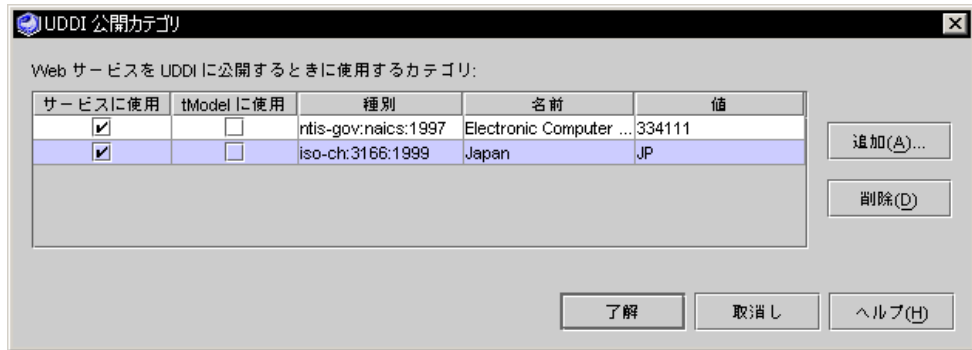 UDDI 公開カテゴリ
Web サービスを UDDI に公開するときに使用するカテゴリ:
サービスに使用 tModel に使用 種別 名前 値
ntis-gov:naics:1997 Electronic Computer ... 334111
iso-ch:3166:1999 Japan JP
追加(A)...
削除(D)
了解 取消し ヘルプ(H)